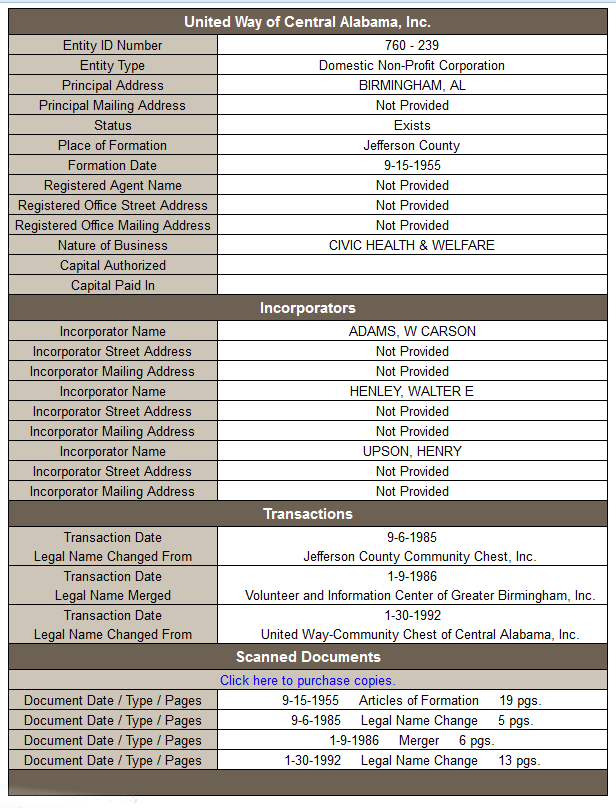 United Way of Central Alabama, Inc.
Entity ID Number 760 - 239
Entity Type Domestic Non-Profit Corporation
Principal Address BIRMINGHAM, AL
Principal Mailing Address Not Provided
Status Exists
Place of Formation Jefferson County
Formation Date 9-15-1955
Registered Agent Name Not Provided
Registered Office Street Address Not Provided
Registered Office Mailing Address Not Provided
Nature of Business CIVIC HEALTH & WELFARE
Capital Authorized
Capital Paid In
Incorporators
Incorporator Name ADAMS, W CARSON
Incorporator Street Address Not Provided
Incorporator Mailing Address Not Provided
Incorporator Name HENLEY, WALTER E
Incorporator Street Address Not Provided
Incorporator Mailing Address Not Provided
Incorporator Name UPSON, HENRY
Incorporator Street Address Not Provided
Incorporator Mailing Address Not Provided
Transactions
Transaction Date 9-6-1985
Legal Name Changed From Jefferson County Community Chest, Inc.
Transaction Date 1-9-1986
Legal Name Merged Volunteer and Information Center of Greater Birmingham, Inc.
Transaction Date 1-30-1992
Legal Name Changed From United Way-Community Chest of Central Alabama, Inc.
Scanned Documents
Click here to purchase copies.
Document Date / Type / Pages 9-15-1955 Articles of Formation 19 pgs.
Document Date / Type / Pages 9-6-1985 Legal Name Change 5 pgs.
Document Date / Type / Pages 1-9-1986 Merger 6 pgs.
Document Date / Type / Pages 1-30-1992 Legal Name Change 13 pgs.